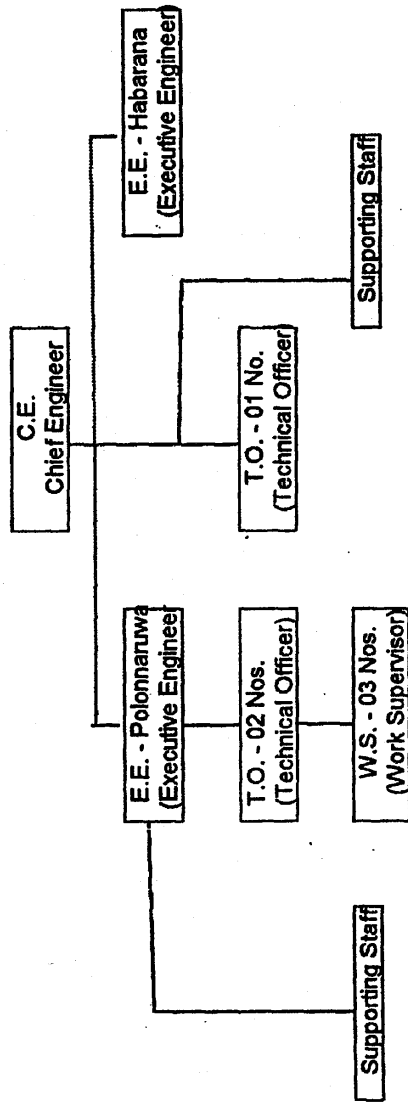 C.E.
Chief Engineer
E.E. - Polonnaruwa
(Executive Engineer
E.E. - Habarana
(Executive Engineer)
T.O. - 02 Nos.
(Technical Officer)
T.O. - 01 No.
(Technical Officer)
Supporting Staff
W.S. - 03 Nos.
(Work Supervisor)
Supporting Staff